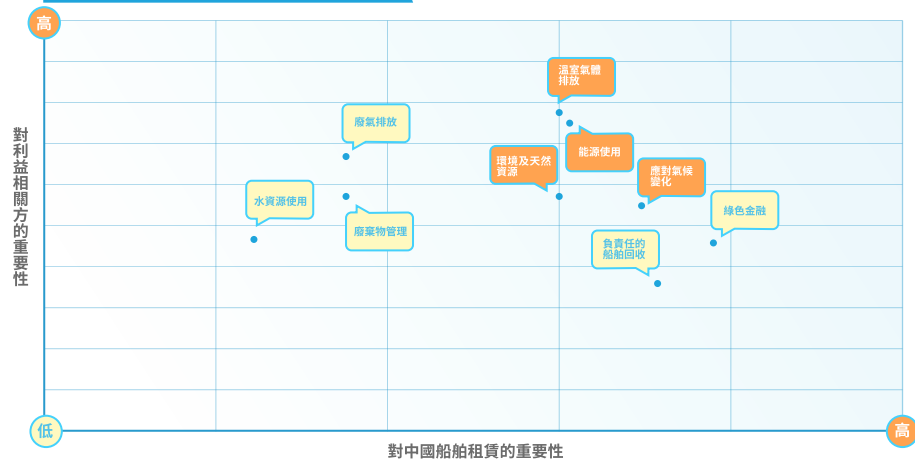 高
對利益相關方的重要性
溫室氣體
排放
廢氣排放
能源使用
環境及天然
資源
應對氣候
變化
水資源使用
綠色金融
廢棄物管理
負責任的
船舶回收
低
高
對中國船舶租賃的重要性